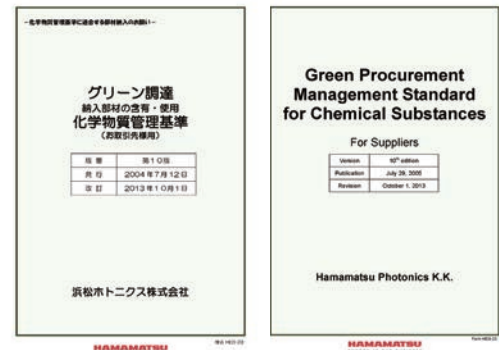 －化学物質管理基準に適合する部材納入のお願い－
グリーン調達
納入部材の含有・使用
化学物質管理基準
（お取引先様用）
版番 第10版
発行 2004年7月12日
改訂 2013年10月1日
浜松ホトニクス株式会社
HAMAMATSU
Green Procurement
Management Standard
for Chemical Substances
For Suppliers
Version 10th edition
Publication July 29, 2005
Revision October 1, 2013
Hamamatsu Photonics K.K.
HAMAMATSU